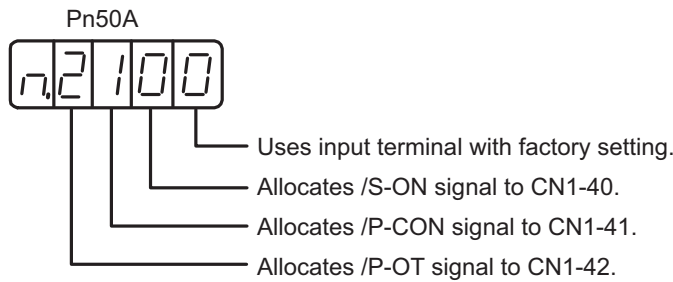 Pn50A
n.2100
Uses input terminal with factory setting.
Allocates /S-ON signal to CN1-40.
Allocates /P-CON signal to CN1-41.
Allocates /P-OT signal to CN1-42.